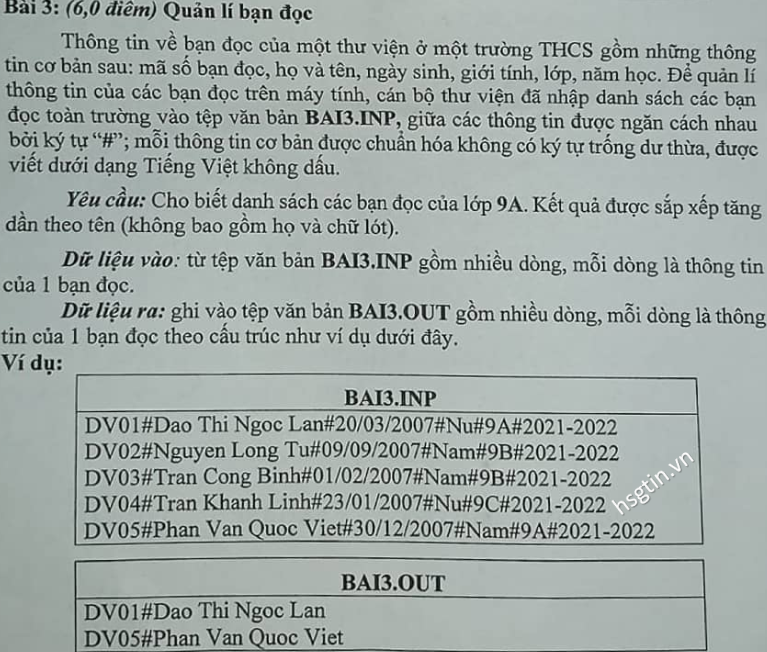 Bài 3: (6,0 điểm) Quản lí bạn đọc
Thông tin về bạn đọc của một thư viện ở một trường THCS gồm những thông
tin cơ bản sau: mã số bạn đọc, họ và tên, ngày sinh, giới tính, lớp, năm học. Để quản lí
thông tin của các bạn đọc trên máy tính, cán bộ thư viện đã nhập danh sách các bạn
đọc toàn trường vào tệp văn bản BAI3.INP, giữa các thông tin được ngăn cách nhau
bởi ký tự “#”; mỗi thông tin cơ bản được chuẩn hóa không có ký tự trống dư thừa, được
viết dưới dạng Tiếng Việt không dấu.
Yêu cầu: Cho biết danh sách các bạn đọc của lớp 9A. Kết quả được sắp xếp tăng
dần theo tên (không bao gồm họ và chữ lót).
Dữ liệu vào: từ tệp văn bản BAI3.INP gồm nhiều dòng, mỗi dòng là thông tin
của 1 bạn đọc.
Dữ liệu ra: ghi vào tệp văn bản BAI3.OUT gồm nhiều dòng, mỗi dòng là thông
tin của 1 bạn đọc theo cấu trúc như ví dụ dưới đây.
Ví dụ:
BAI3.INP
DV01#Dao Thi Ngoc Lan#20/03/2007#Nu#9A#2021-2022
DV02#Nguyen Long Tu#09/09/2007#Nam#9B#2021-2022
DV03#Tran Cong Binh#01/02/2007#Nam#9B#2021-2022
DV04#Tran Khanh Linh#23/01/2007#Nu#9C#2021-2022
hsgtin.vn
DV05#Phan Van Quoc Viet#30/12/2007#Nam#9A#2021-2022
BAI3.OUT
DV01#Dao Thi Ngoc Lan
DV05#Phan Van Quoc Viet